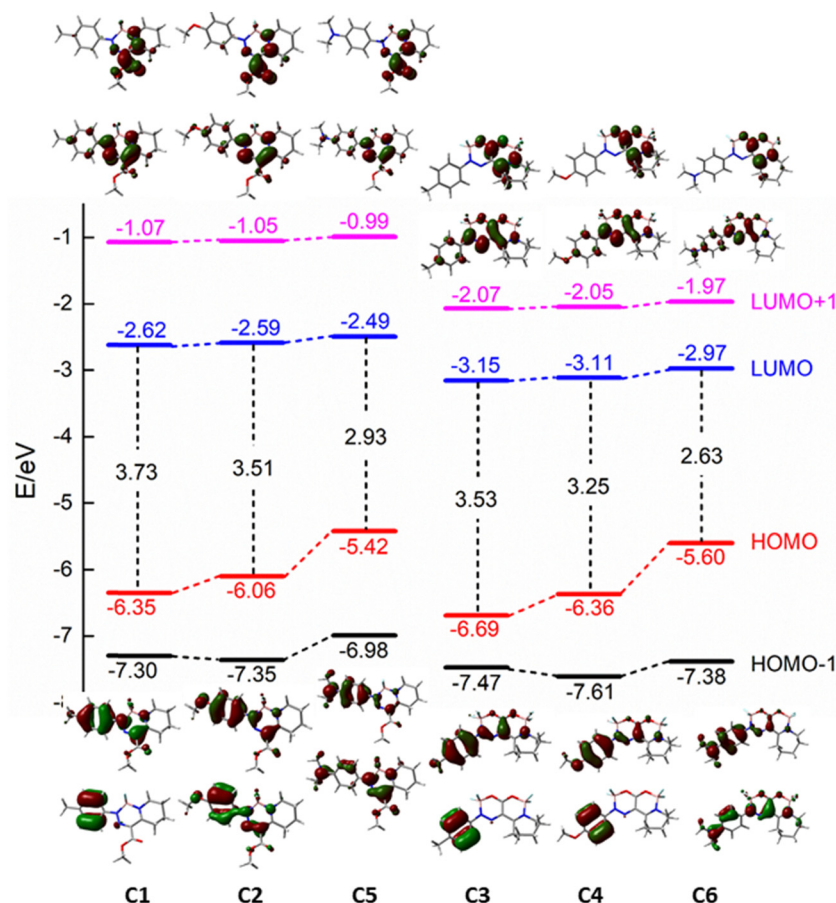 -1.07 -1.05 -0.99
-2.07 -2.05 -1.97 LUMO+1
-2.62 -2.59 -2.49
-3.15 -3.11 -2.97 LUMO
3.73 3.51 2.93
3.53 3.25 2.63
-6.35 -6.06 -5.42
-6.69 -6.36 -5.60 HOMO
-7.30 -7.35 -6.98
-7.47 -7.61 -7.38 HOMO-1
-1
-2
-3
-4
-5
-6
-7
E/eV
C1 C2 C5 C3 C4 C6